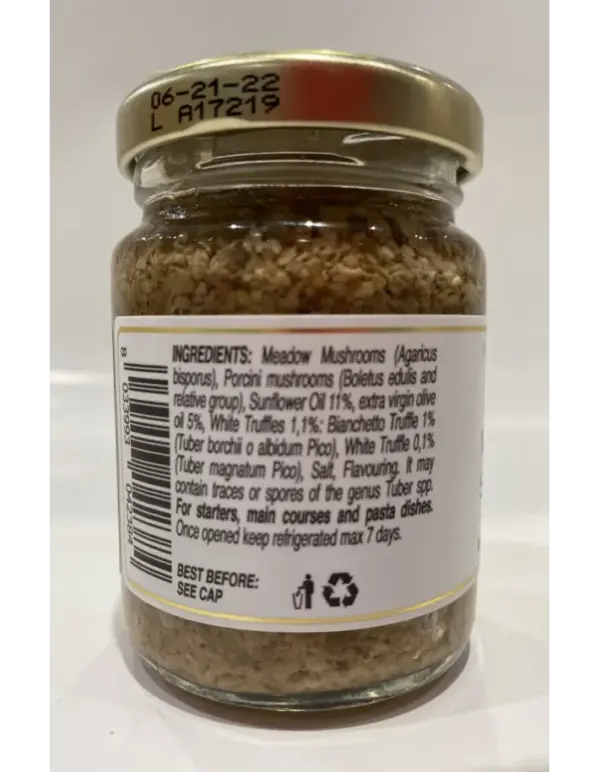 06-21-22
L A17219
INGREDIENTS: Meadow Mushrooms (Agaricus
bisporus), Porcini mushrooms (Boletus edulis and
relative group), Sunflower Oil 11%, extra virgin olive
oil 5%, White Truffles 1,1%: Bianchetto Truffle 1%
(Tuber borchii o albidum Pico), White Truffle 0,1%
(Tuber magnatum Pico), Salt, Flavouring. It may
contain traces or spores of the genus Tuber spp.
For starters, main courses and pasta dishes.
Once opened keep refrigerated max 7 days.
BEST BEFORE:
SEE CAP
8 033993 042384